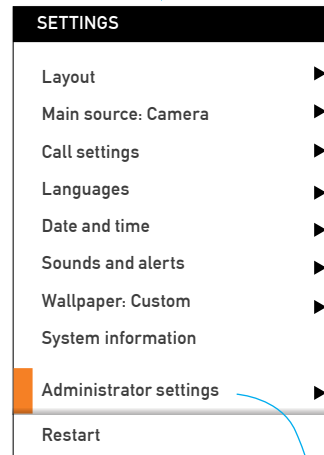 SETTINGS
Layout
Main source: Camera
Call settings
Languages
Date and time
Sounds and alerts
Wallpaper: Custom
System information
Administrator settings
Restart